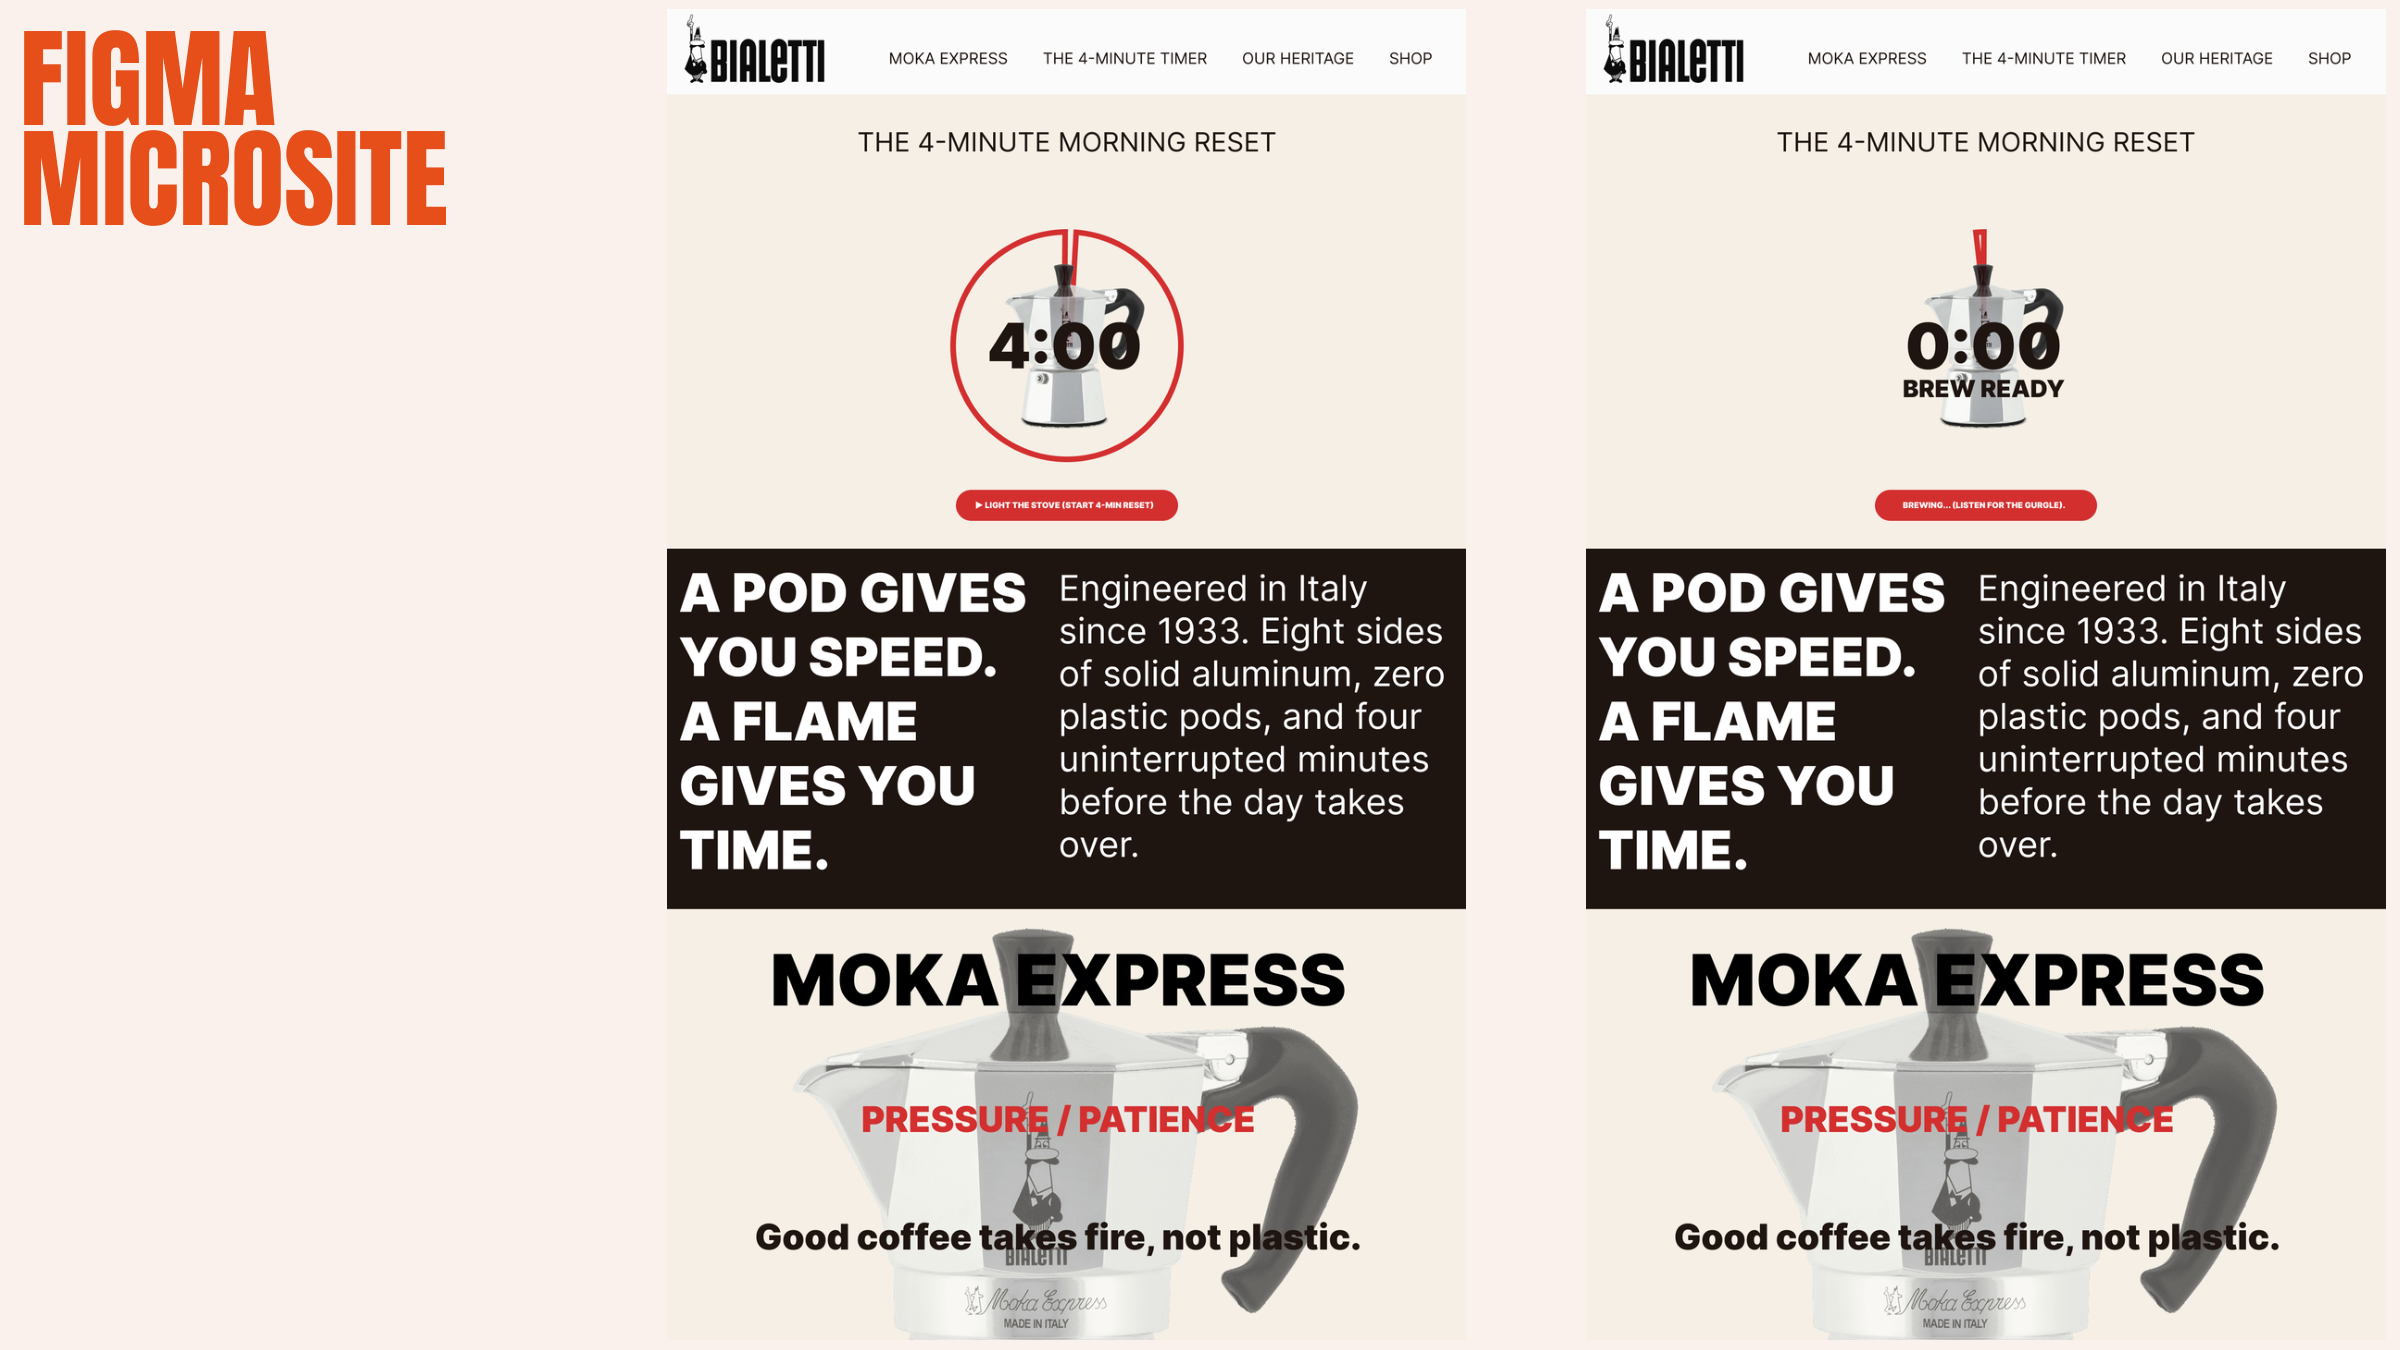 FIGMA
MICROSITE
BIALETTI
MOKA EXPRESS THE 4-MINUTE TIMER OUR HERITAGE SHOP
THE 4-MINUTE MORNING RESET
4:00
▶ LIGHT THE STOVE (START 4-MIN RESET)
A POD GIVES
YOU SPEED.
A FLAME
GIVES YOU
TIME.
Engineered in Italy
since 1933. Eight sides
of solid aluminum, zero
plastic pods, and four
uninterrupted minutes
before the day takes
over.
MOKA EXPRESS
PRESSURE / PATIENCE
Good coffee takes fire, not plastic.
BIALETTI
Moka Express
MADE IN ITALY
BIALETTI
MOKA EXPRESS THE 4-MINUTE TIMER OUR HERITAGE SHOP
THE 4-MINUTE MORNING RESET
0:00
BREW READY
BREWING... (LISTEN FOR THE GURGLE).
A POD GIVES
YOU SPEED.
A FLAME
GIVES YOU
TIME.
Engineered in Italy
since 1933. Eight sides
of solid aluminum, zero
plastic pods, and four
uninterrupted minutes
before the day takes
over.
MOKA EXPRESS
PRESSURE / PATIENCE
Good coffee takes fire, not plastic.
BIALETTI
Moka Express
MADE IN ITALY